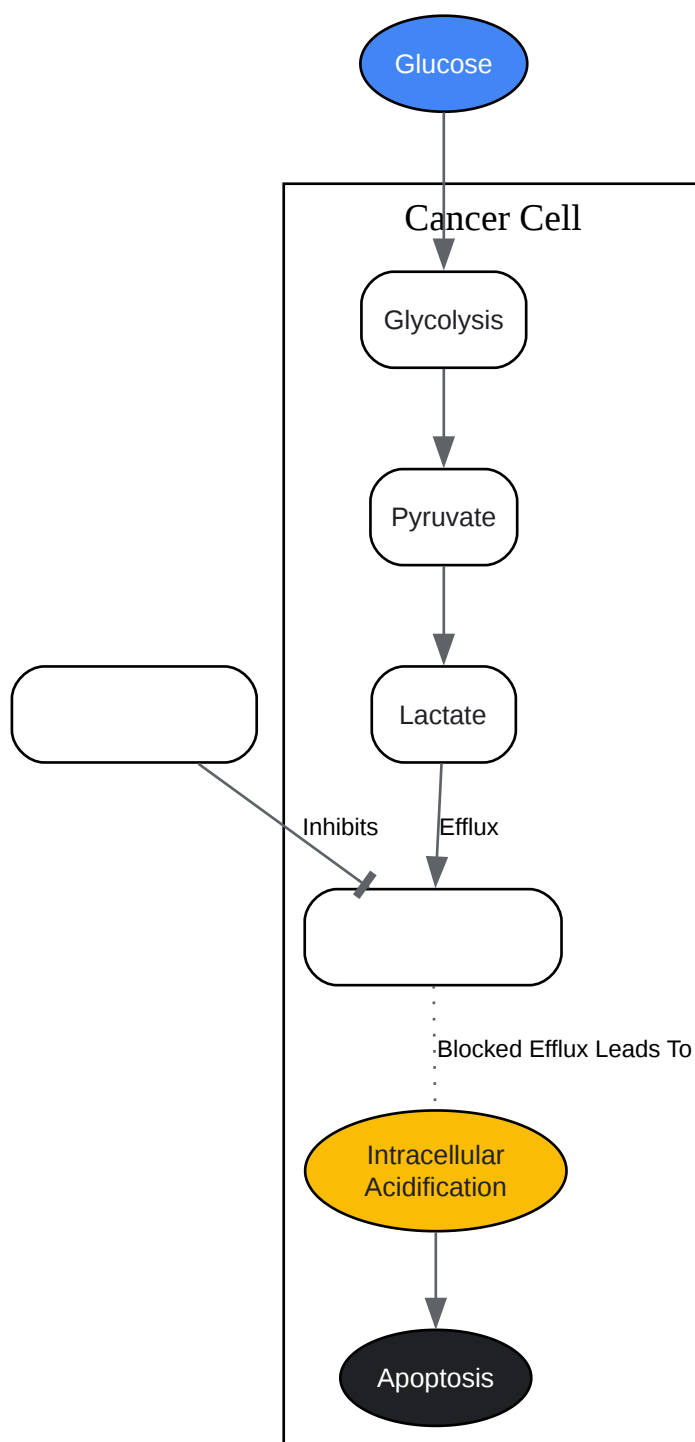 Glucose
Cancer Cell
Glycolysis
Pyruvate
Lactate
Inhibits
Efflux
Blocked Efflux Leads To
Intracellular
Acidification
Apoptosis